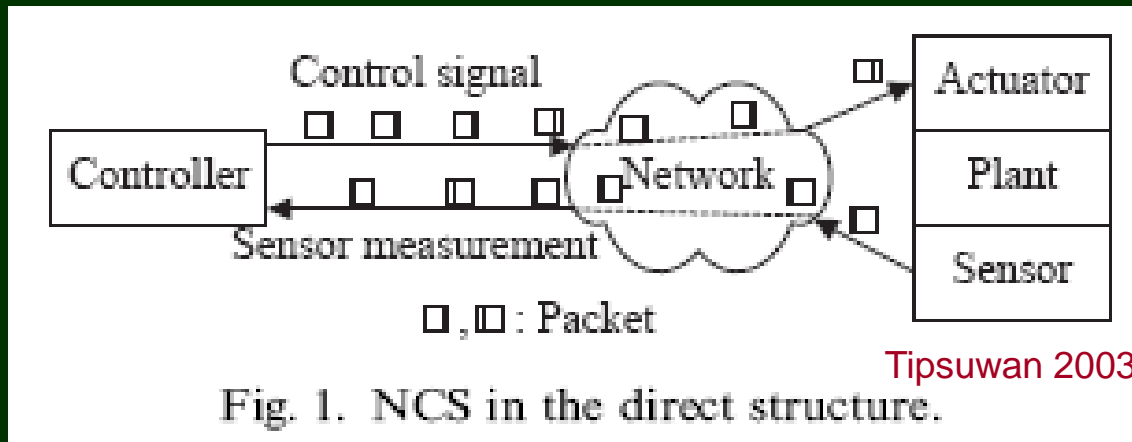 Control signal
Actuator
Controller
Network
Plant
Sensor measurement
Sensor
, : Packet
Tipsuwan 2003
Fig. 1. NCS in the direct structure.